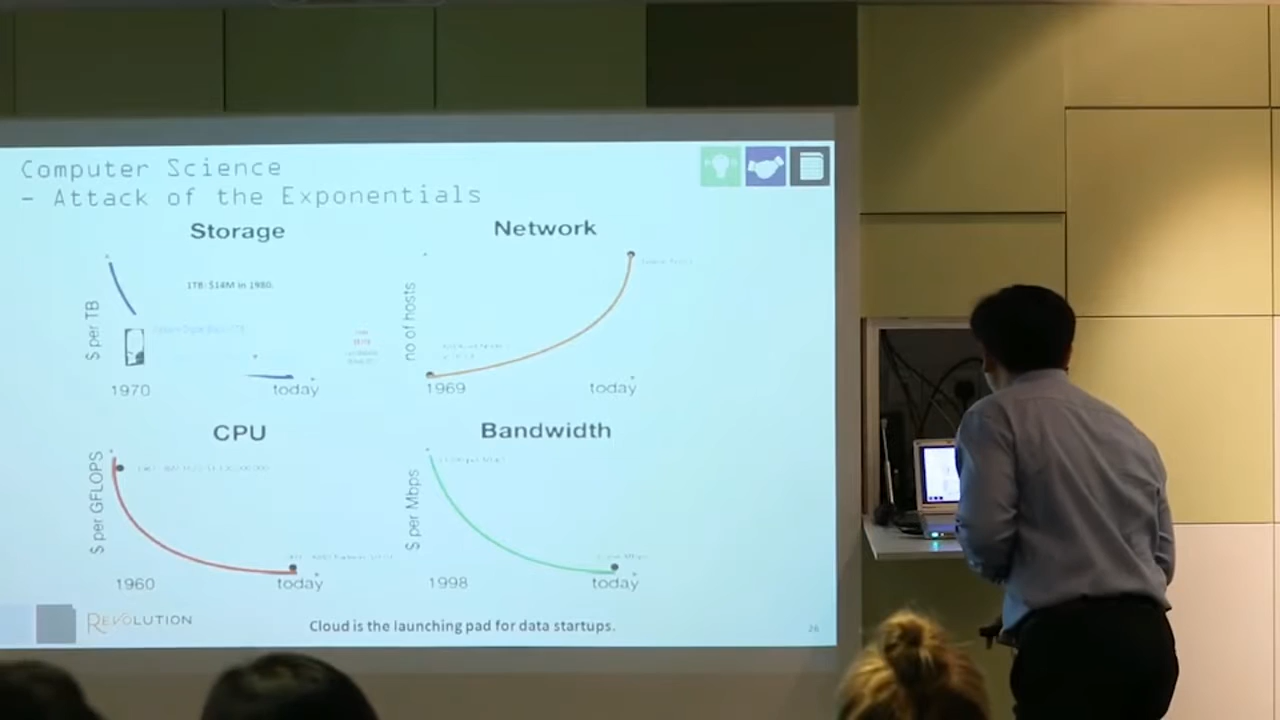 Computer Science
– Attack of the Exponentials
Storage
1TB: $14M in 1980.
$ per TB
1970
today
Network
no of hosts
1969
today
CPU
$ per GFLOPS
1960
today
Bandwidth
$ per Mbps
1998
today
REVOLUTION
Cloud is the launching pad for data startups.
26